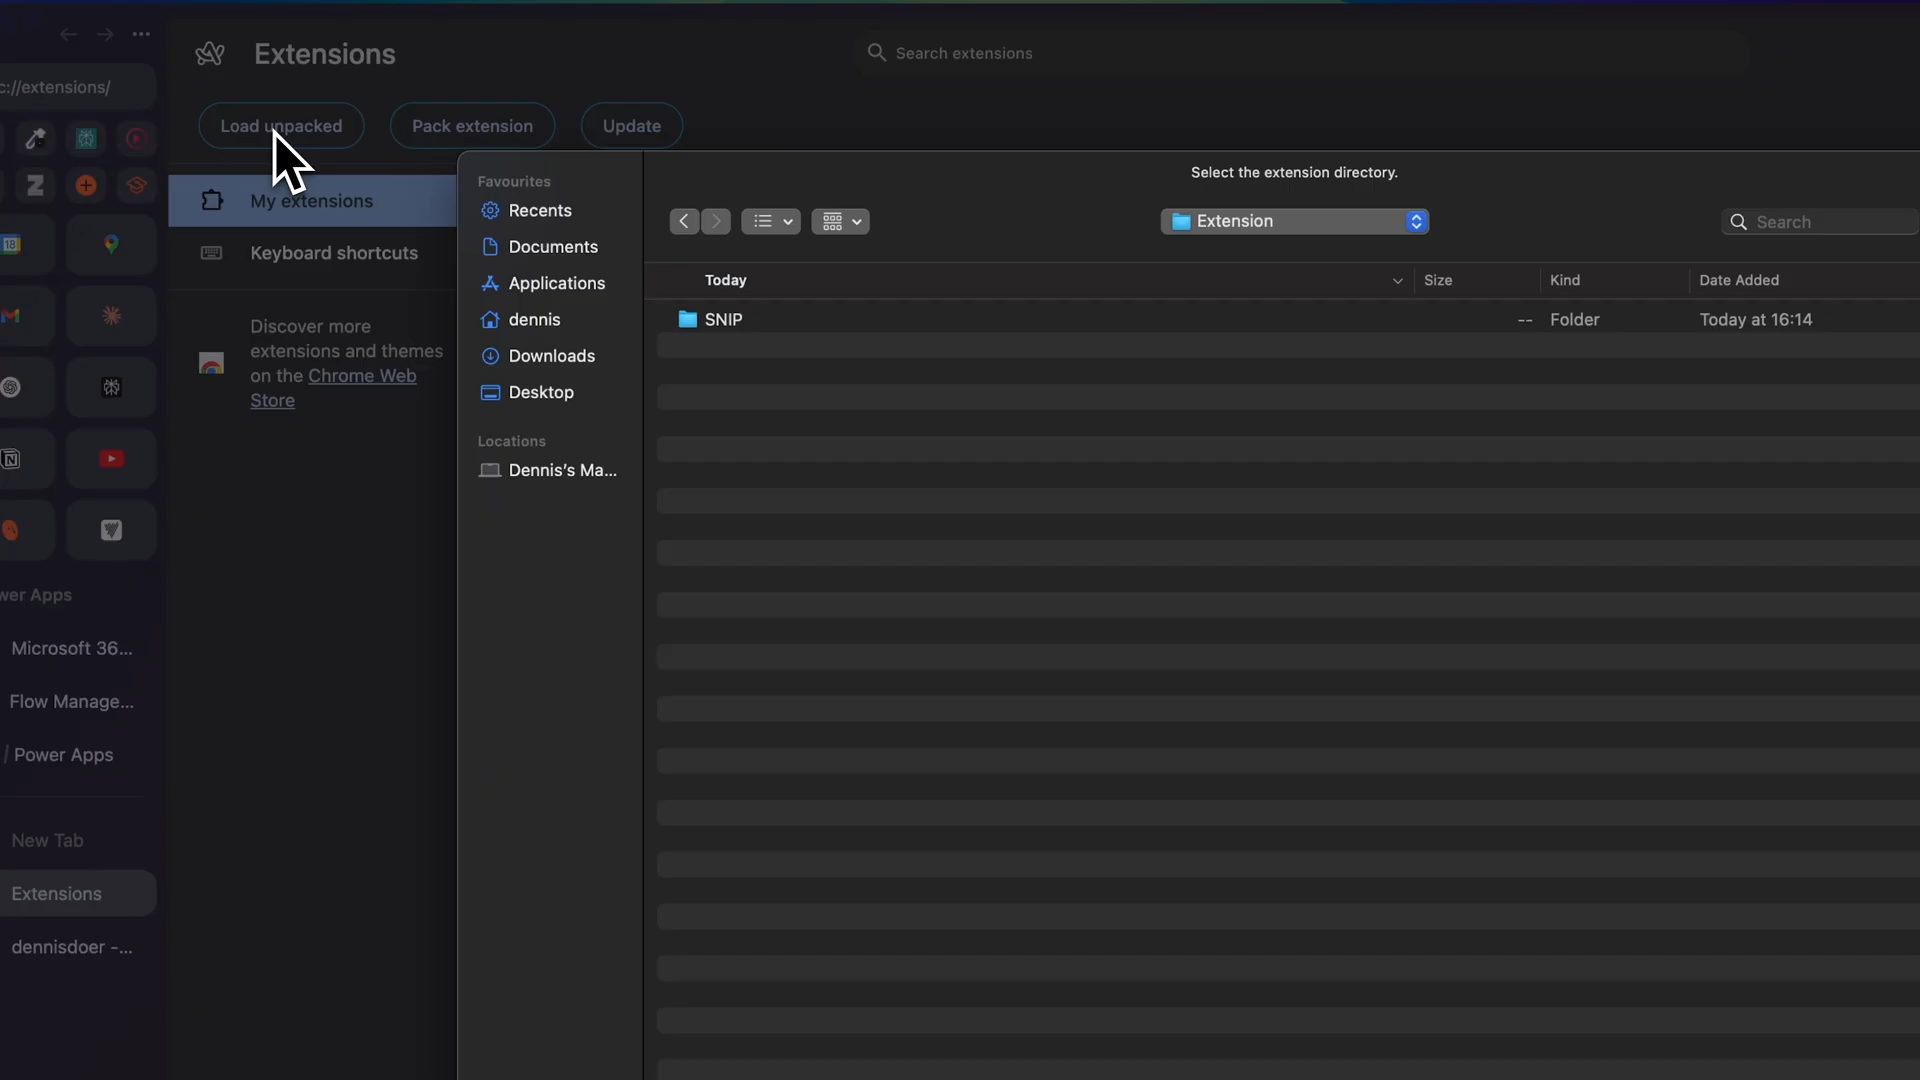 Extensions
Search extensions
c://extensions/
Load unpacked
Pack extension
Update
My extensions
Keyboard shortcuts
Discover more
extensions and themes
on the Chrome Web
Store
18
wer Apps
Microsoft 36...
Flow Manage...
/ Power Apps
New Tab
Extensions
dennisdoer -...
Favourites
Recents
Documents
Applications
dennis
Downloads
Desktop
Locations
Dennis's Ma...
Select the extension directory.
Extension
Search
Today
Size
Kind
Date Added
SNIP
--
Folder
Today at 16:14